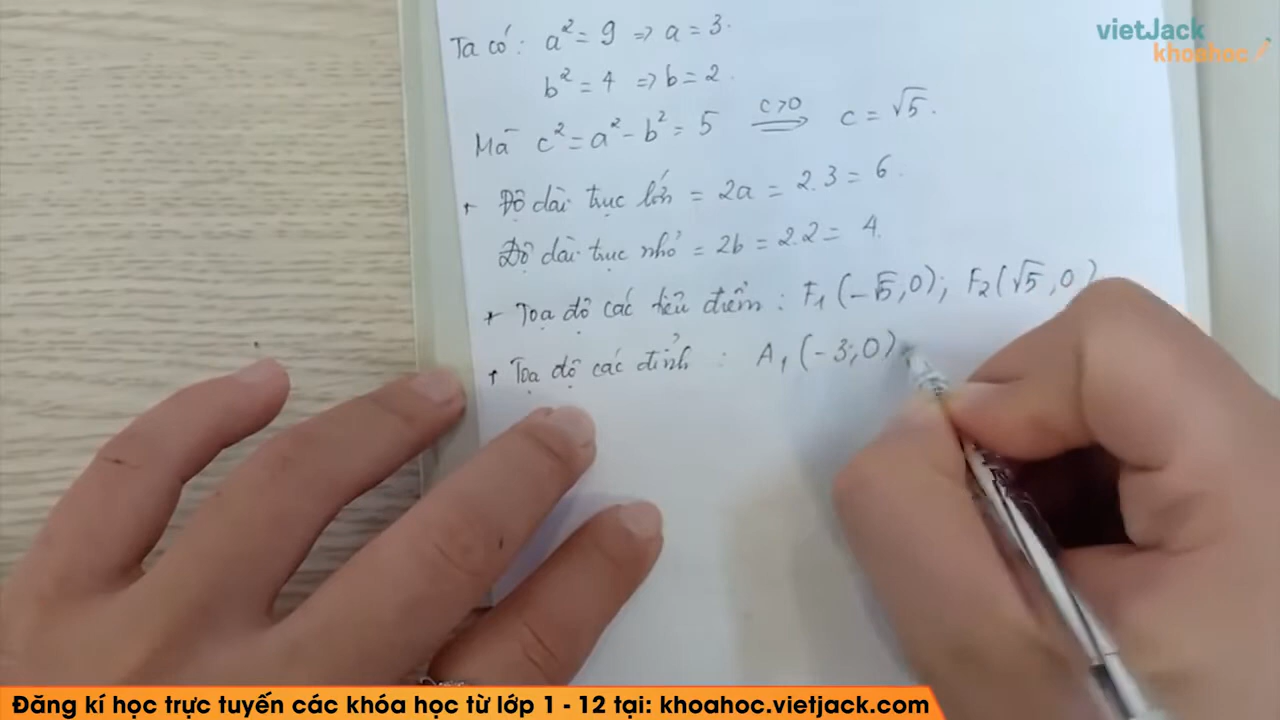 vietJack
khoahoc
Ta có: a² = 9 => a = 3.
b² = 4 => b = 2.
Mà c² = a² - b² = 5 =(c>0)=> c = √5.
+ Độ dài trục lớn = 2a = 2.3 = 6.
Độ dài trục nhỏ = 2b = 2.2 = 4.
+ Toạ độ các tiêu điểm : F₁(-√5,0); F₂(√5,0)
+ Toạ độ các đỉnh : A₁(-3;0)
Đăng kí học trực tuyến các khóa học từ lớp 1 - 12 tại: khoahoc.vietjack.com